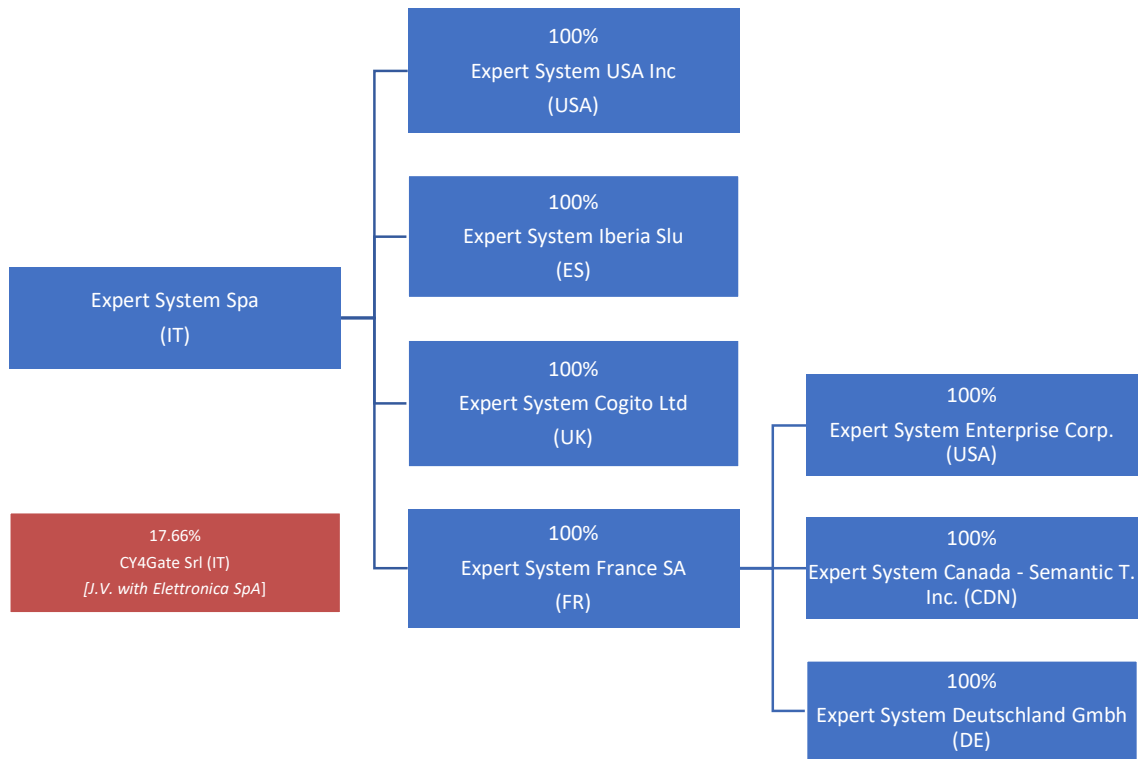 100%
Expert System USA Inc
(USA)
100%
Expert System Iberia Slu
(ES)
Expert System Spa
(IT)
100%
Expert System Cogito Ltd
(UK)
100%
Expert System Enterprise Corp.
(USA)
17.66%
CY4Gate Srl (IT)
[J.V. with Elettronica SpA]
100%
Expert System France SA
(FR)
100%
Expert System Canada - Semantic T.
Inc. (CDN)
100%
Expert System Deutschland Gmbh
(DE)